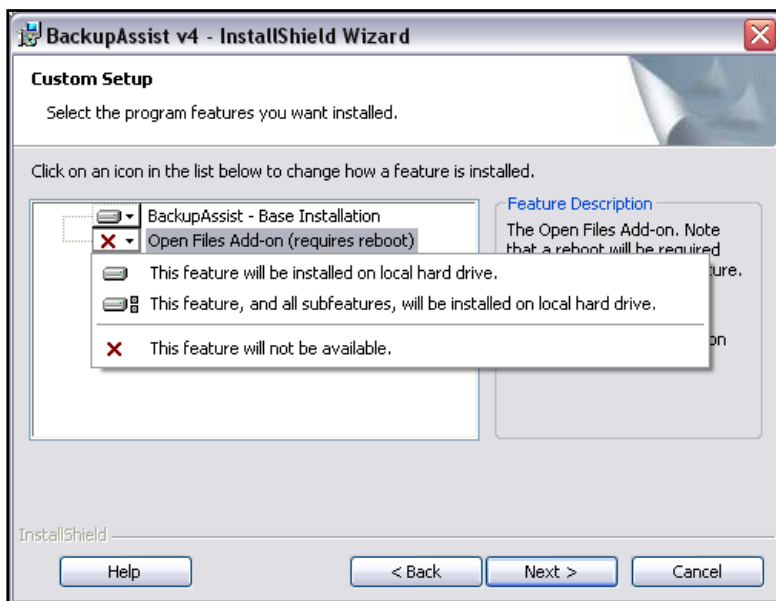 BackupAssist v4 - InstallShield Wizard
Custom Setup
Select the program features you want installed.
Click on an icon in the list below to change how a feature is installed.
BackupAssist - Base Installation
Open Files Add-on (requires reboot)
This feature will be installed on local hard drive.
This feature, and all subfeatures, will be installed on local hard drive.
This feature will not be available.
Feature Description
The Open Files Add-on. Note
that a reboot will be required
InstallShield
Help
< Back
Next >
Cancel